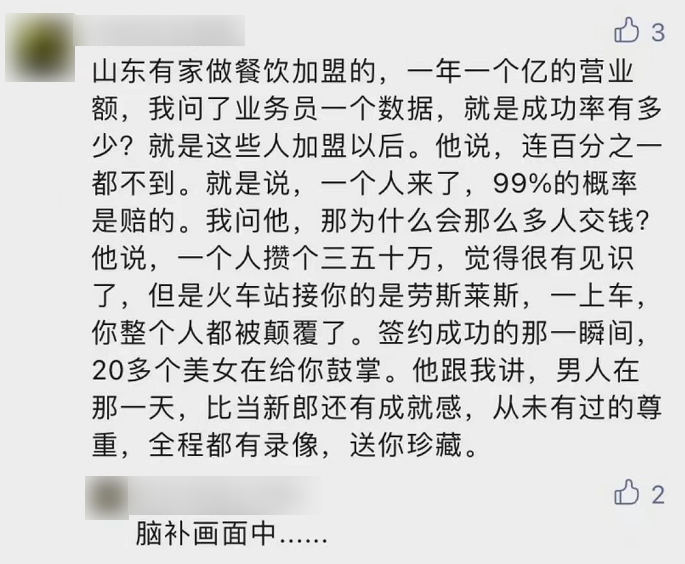 3
山东有家做餐饮加盟的，一年一个亿的营业
额，我问了业务员一个数据，就是成功率有多
少？就是这些人加盟以后。他说，连百分之一
都不到。就是说，一个人来了，99%的概率
是赔的。我问他，那为什么会那么多人交钱？
他说，一个人攒个三五十万，觉得很有见识
了，但是火车站接你的是劳斯莱斯，一上车，
你整个人都被颠覆了。签约成功的那一瞬间，
20多个美女在给你鼓掌。他跟我讲，男人在
那一天，比当新郎还有成就感，从未有过的尊
重，全程都有录像，送你珍藏。
2
脑补画面中……